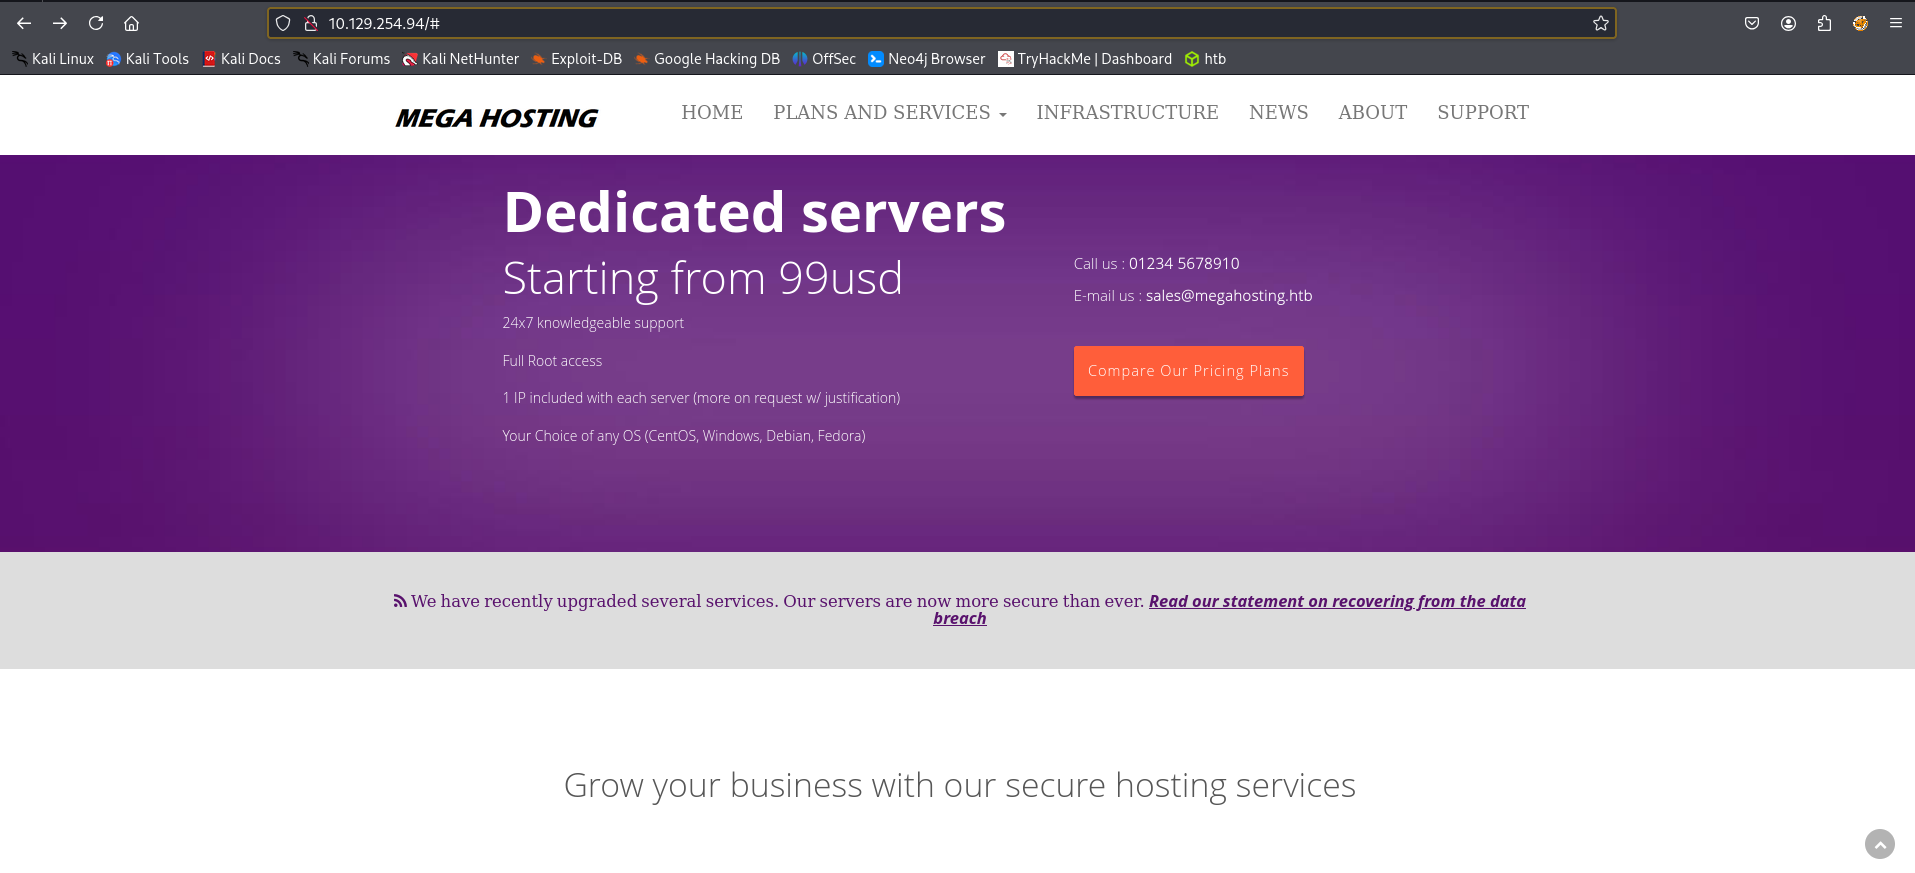 10.129.254.94/#
Kali Linux Kali Tools Kali Docs Kali Forums Kali NetHunter Exploit-DB Google Hacking DB OffSec Neo4j Browser TryHackMe | Dashboard htb
MEGA HOSTING HOME PLANS AND SERVICES INFRASTRUCTURE NEWS ABOUT SUPPORT
Dedicated servers
Starting from 99usd
24x7 knowledgeable support
Full Root access
1 IP included with each server (more on request w/ justification)
Your Choice of any OS (CentOS, Windows, Debian, Fedora)
Call us : 01234 5678910
E-mail us : sales@megahosting.htb
Compare Our Pricing Plans
We have recently upgraded several services. Our servers are now more secure than ever. Read our statement on recovering from the data
breach
Grow your business with our secure hosting services